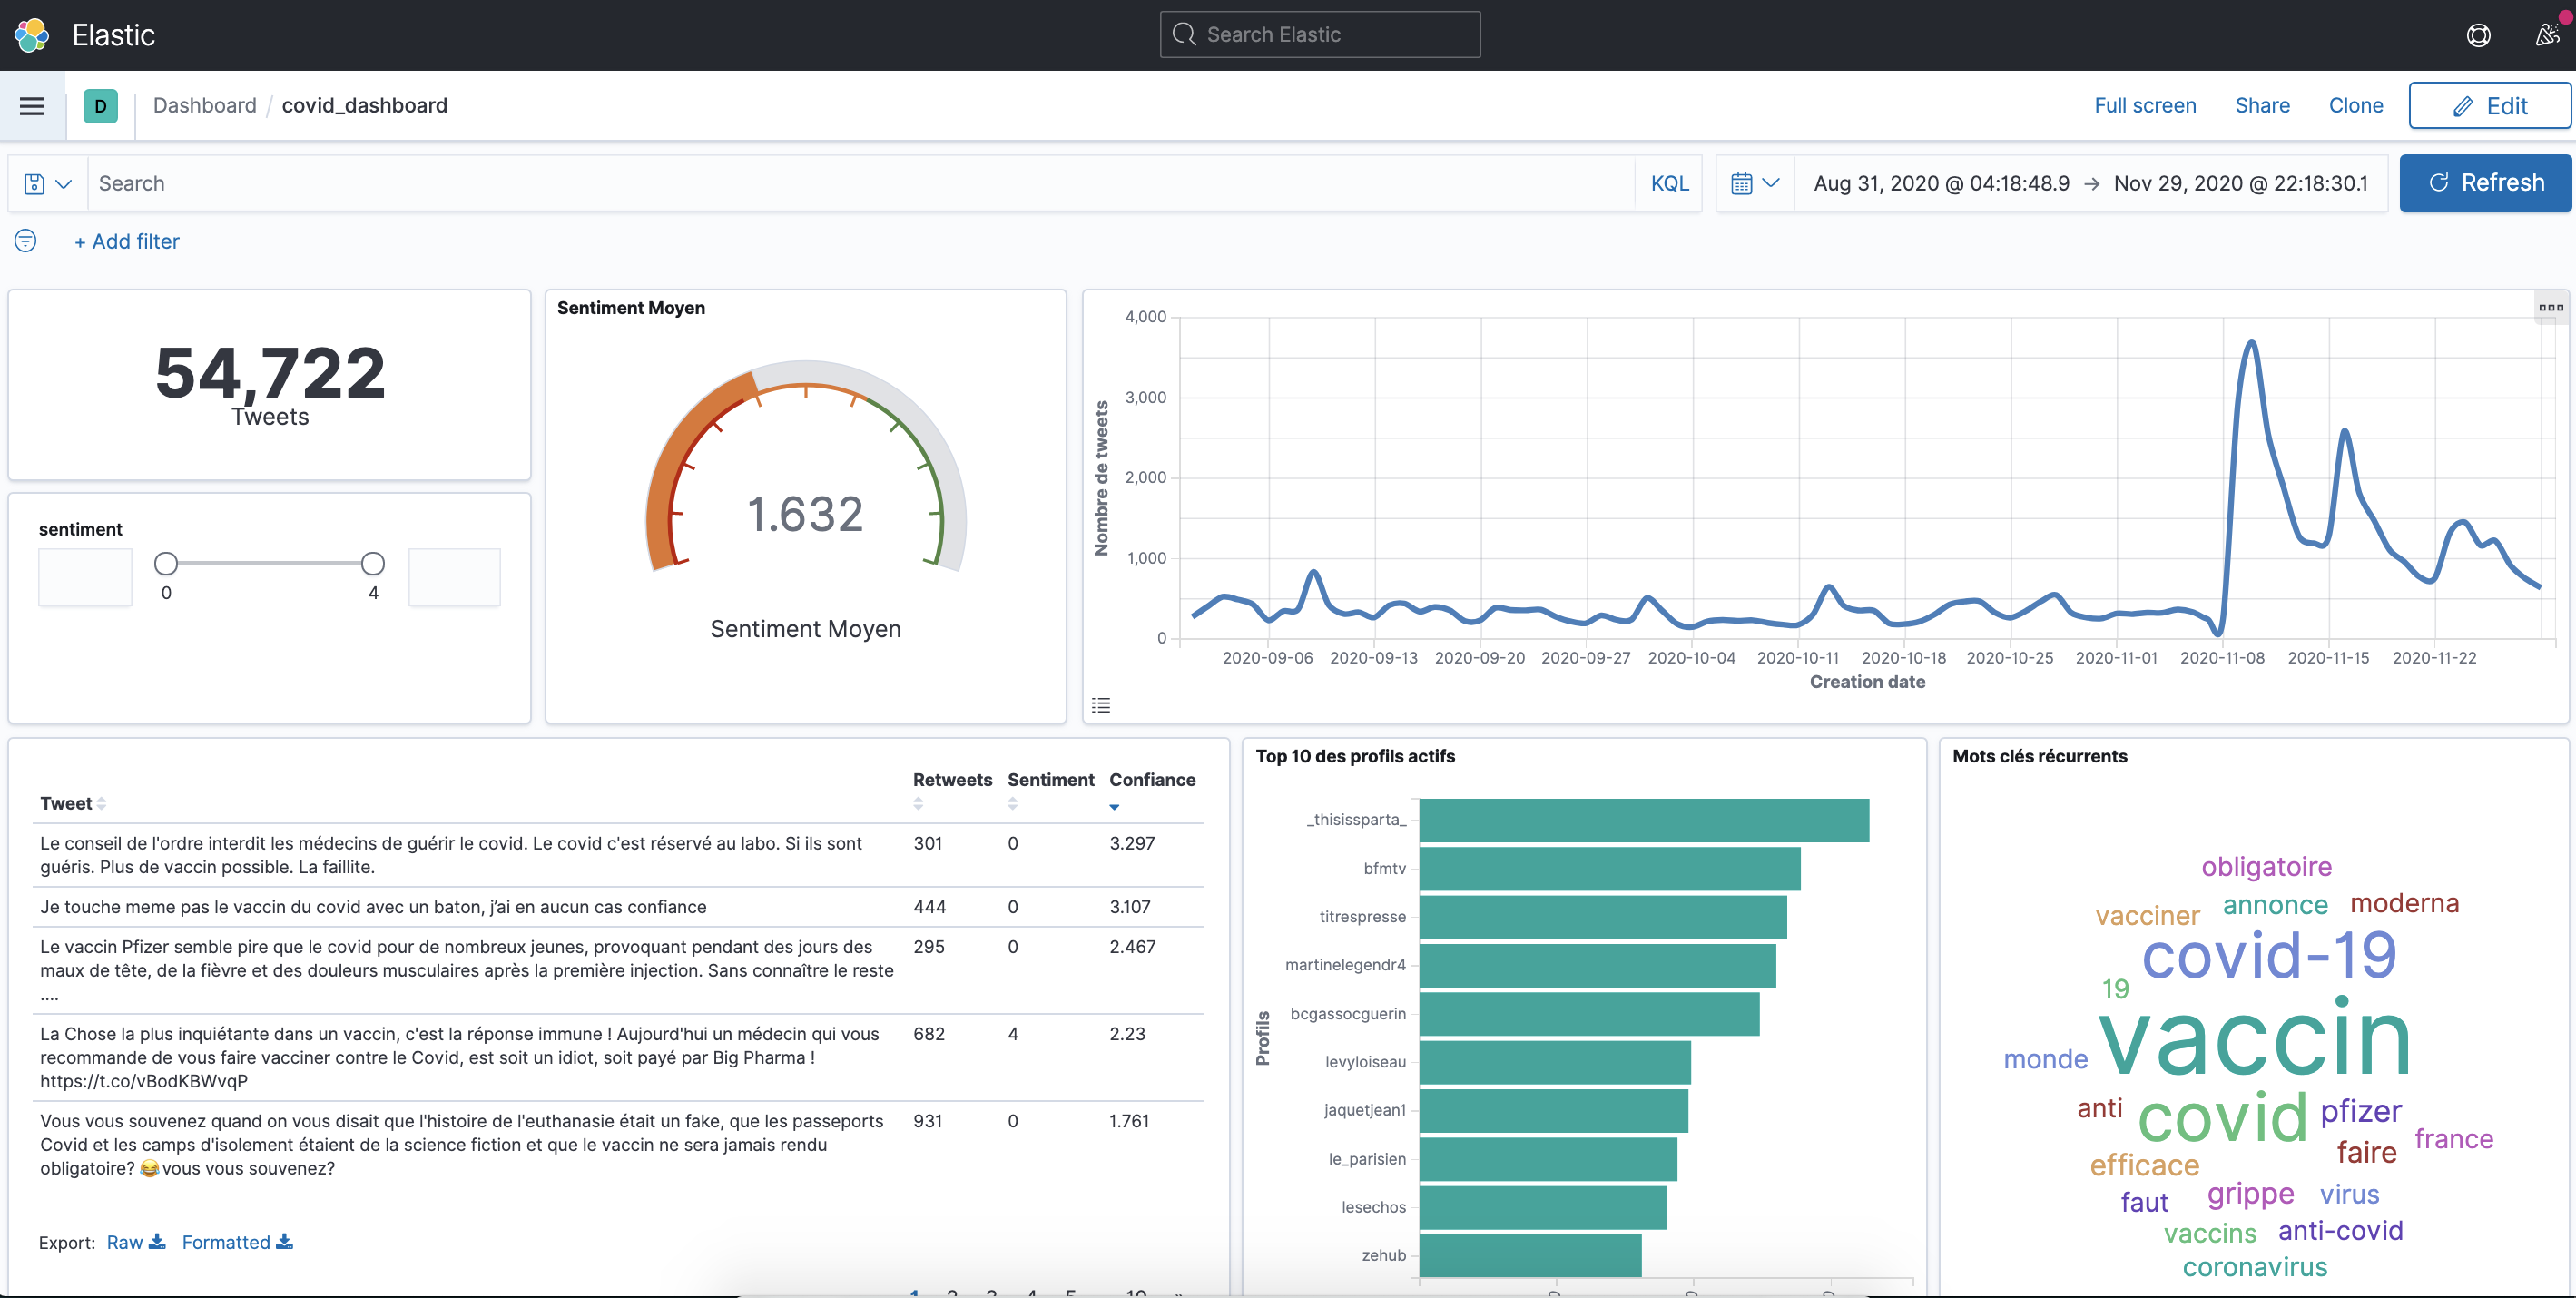 Elastic
Search Elastic
D
Dashboard / covid_dashboard
Full screen
Share
Clone
Edit
Search
KQL
Aug 31, 2020 @ 04:18:48.9 → Nov 29, 2020 @ 22:18:30.1
Refresh
+ Add filter
54,722
Tweets
sentiment
0
4
Sentiment Moyen
1.632
Sentiment Moyen
Nombre de tweets
4,000
3,000
2,000
1,000
0
2020-09-06 2020-09-13 2020-09-20 2020-09-27 2020-10-04 2020-10-11 2020-10-18 2020-10-25 2020-11-01 2020-11-08 2020-11-15 2020-11-22
Creation date
Tweet Retweets Sentiment Confiance
Le conseil de l'ordre interdit les médecins de guérir le covid. Le covid c'est réservé au labo. Si ils sont 301 0 3.297
guéris. Plus de vaccin possible. La faillite.
Je touche meme pas le vaccin du covid avec un baton, j'ai en aucun cas confiance 444 0 3.107
Le vaccin Pfizer semble pire que le covid pour de nombreux jeunes, provoquant pendant des jours des 295 0 2.467
maux de tête, de la fièvre et des douleurs musculaires après la première injection. Sans connaître le reste
....
La Chose la plus inquiétante dans un vaccin, c'est la réponse immune ! Aujourd'hui un médecin qui vous 682 4 2.23
recommande de vous faire vacciner contre le Covid, est soit un idiot, soit payé par Big Pharma !
https://t.co/vBodKBWvqP
Vous vous souvenez quand on vous disait que l'histoire de l'euthanasie était un fake, que les passeports 931 0 1.761
Covid et les camps d'isolement étaient de la science fiction et que le vaccin ne sera jamais rendu
obligatoire? 😂vous vous souvenez?
Export: Raw Formatted
1 2 3 4 5 10 »
Top 10 des profils actifs
Profils
_thisissparta_
bfmtv
titrespresse
martinelegendr4
bcgassocguerin
levyloiseau
jaquetjean1
le_parisien
lesechos
zehub
Mots clés récurrents
obligatoire
vacciner annonce moderna
covid-19
19
vaccin
monde
anti covid pfizer
france
faire
efficace
faut grippe virus
vaccins anti-covid
coronavirus